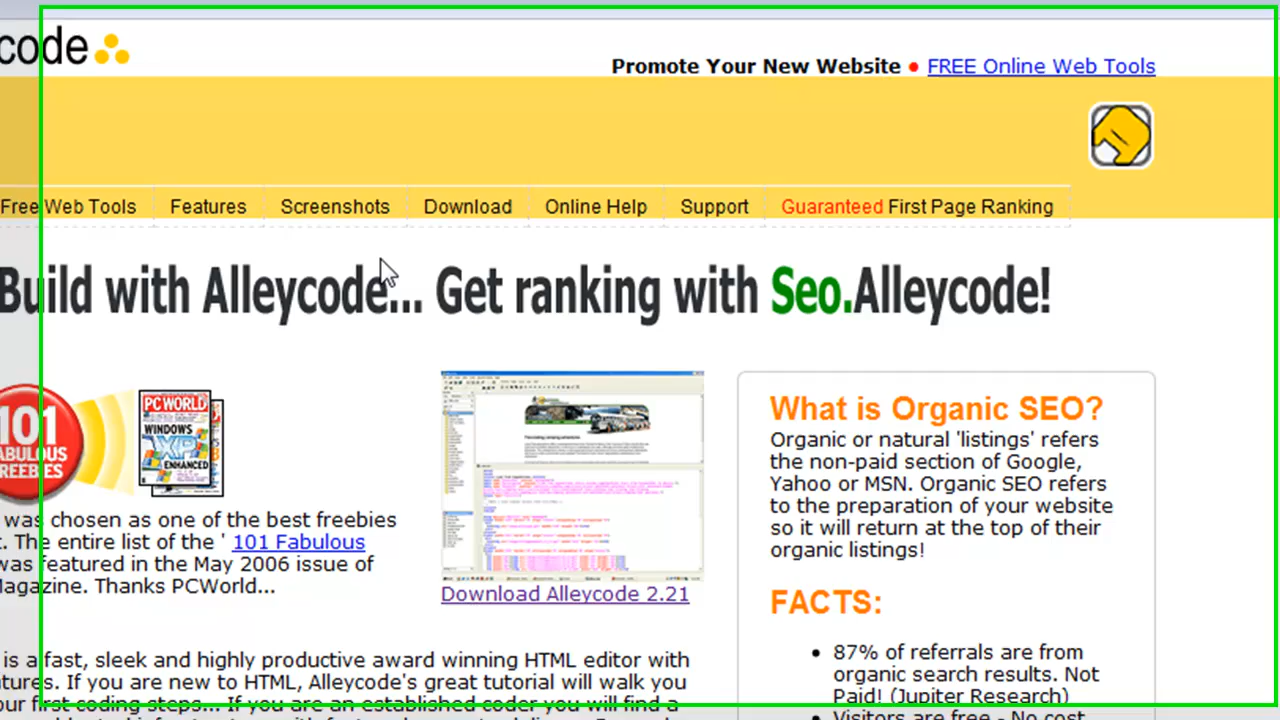 code
Promote Your New Website • FREE Online Web Tools
Free Web Tools Features Screenshots Download Online Help Support Guaranteed First Page Ranking
Build with Alleycode... Get ranking with Seo.Alleycode!
101
FABULOUS
FREEBIES
PC WORLD
WINDOWS
XP
ENHANCED
was chosen as one of the best freebies
t. The entire list of the ' 101 Fabulous
was featured in the May 2006 issue of
Magazine. Thanks PCWorld...
Download Alleycode 2.21
is a fast, sleek and highly productive award winning HTML editor with
atures. If you are new to HTML, Alleycode's great tutorial will walk you
our first coding steps... If you are an established coder you will find a
What is Organic SEO?
Organic or natural 'listings' refers
the non-paid section of Google,
Yahoo or MSN. Organic SEO refers
to the preparation of your website
so it will return at the top of their
organic listings!
FACTS:
• 87% of referrals are from
organic search results. Not
Paid! (Jupiter Research)
• Visitors are free - No cost